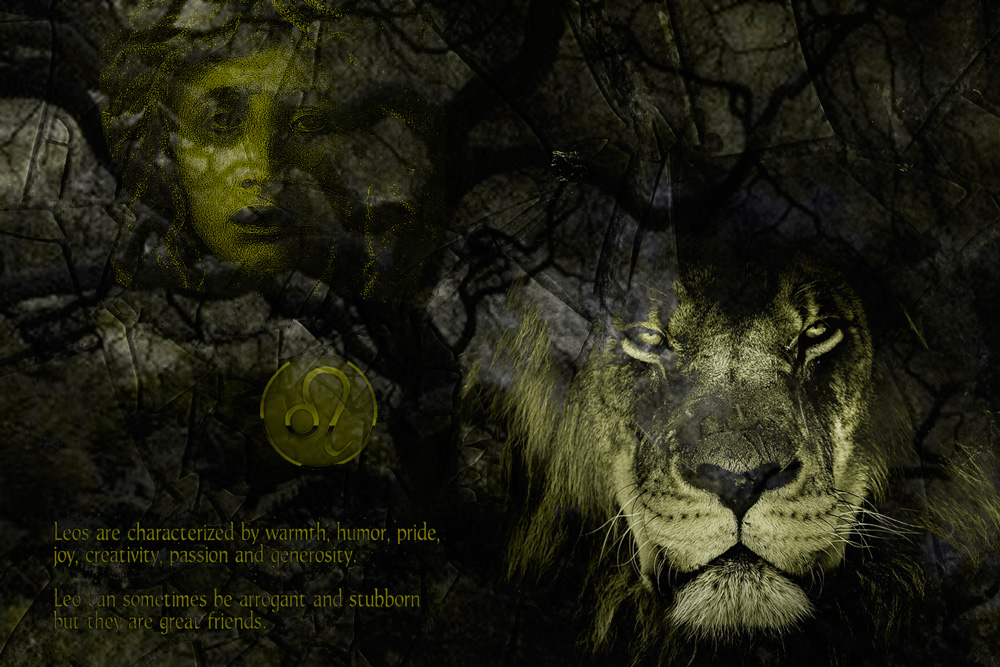 Leos are characterized by warmth, humor, pride,
joy, creativity, passion and generosity.
Leo can sometimes be arrogant and stubborn
but they are great friends.